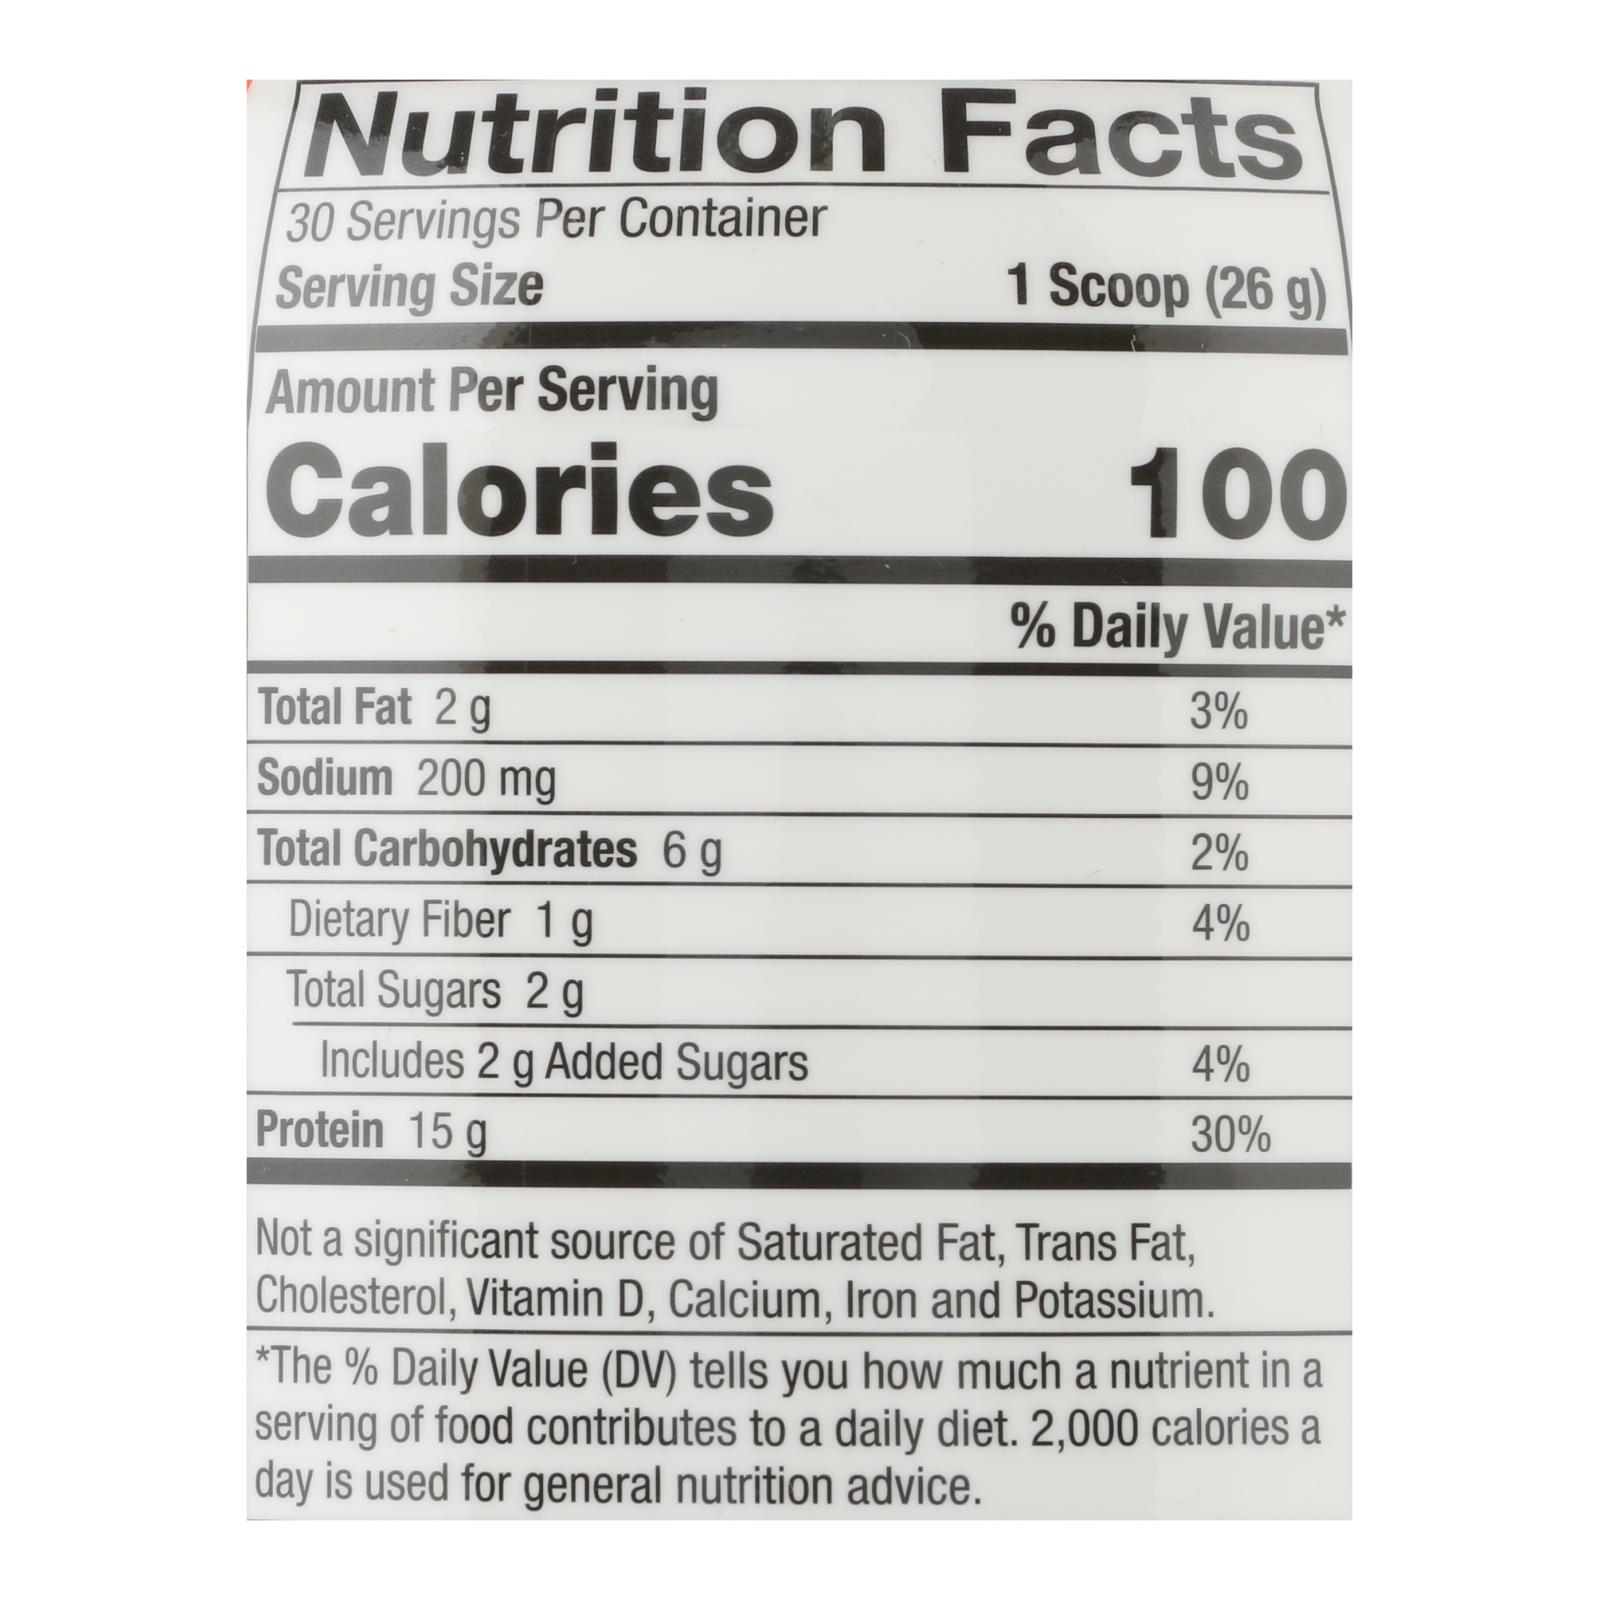 Nutrition Facts
30 Servings Per Container
Serving Size 1 Scoop (26 g)
Amount Per Serving
Calories 100
% Daily Value*
Total Fat 2 g 3%
Sodium 200 mg 9%
Total Carbohydrates 6 g 2%
Dietary Fiber 1 g 4%
Total Sugars 2 g
Includes 2 g Added Sugars 4%
Protein 15 g 30%
Not a significant source of Saturated Fat, Trans Fat,
Cholesterol, Vitamin D, Calcium, Iron and Potassium.
*The % Daily Value (DV) tells you how much a nutrient in a
serving of food contributes to a daily diet. 2,000 calories a
day is used for general nutrition advice.